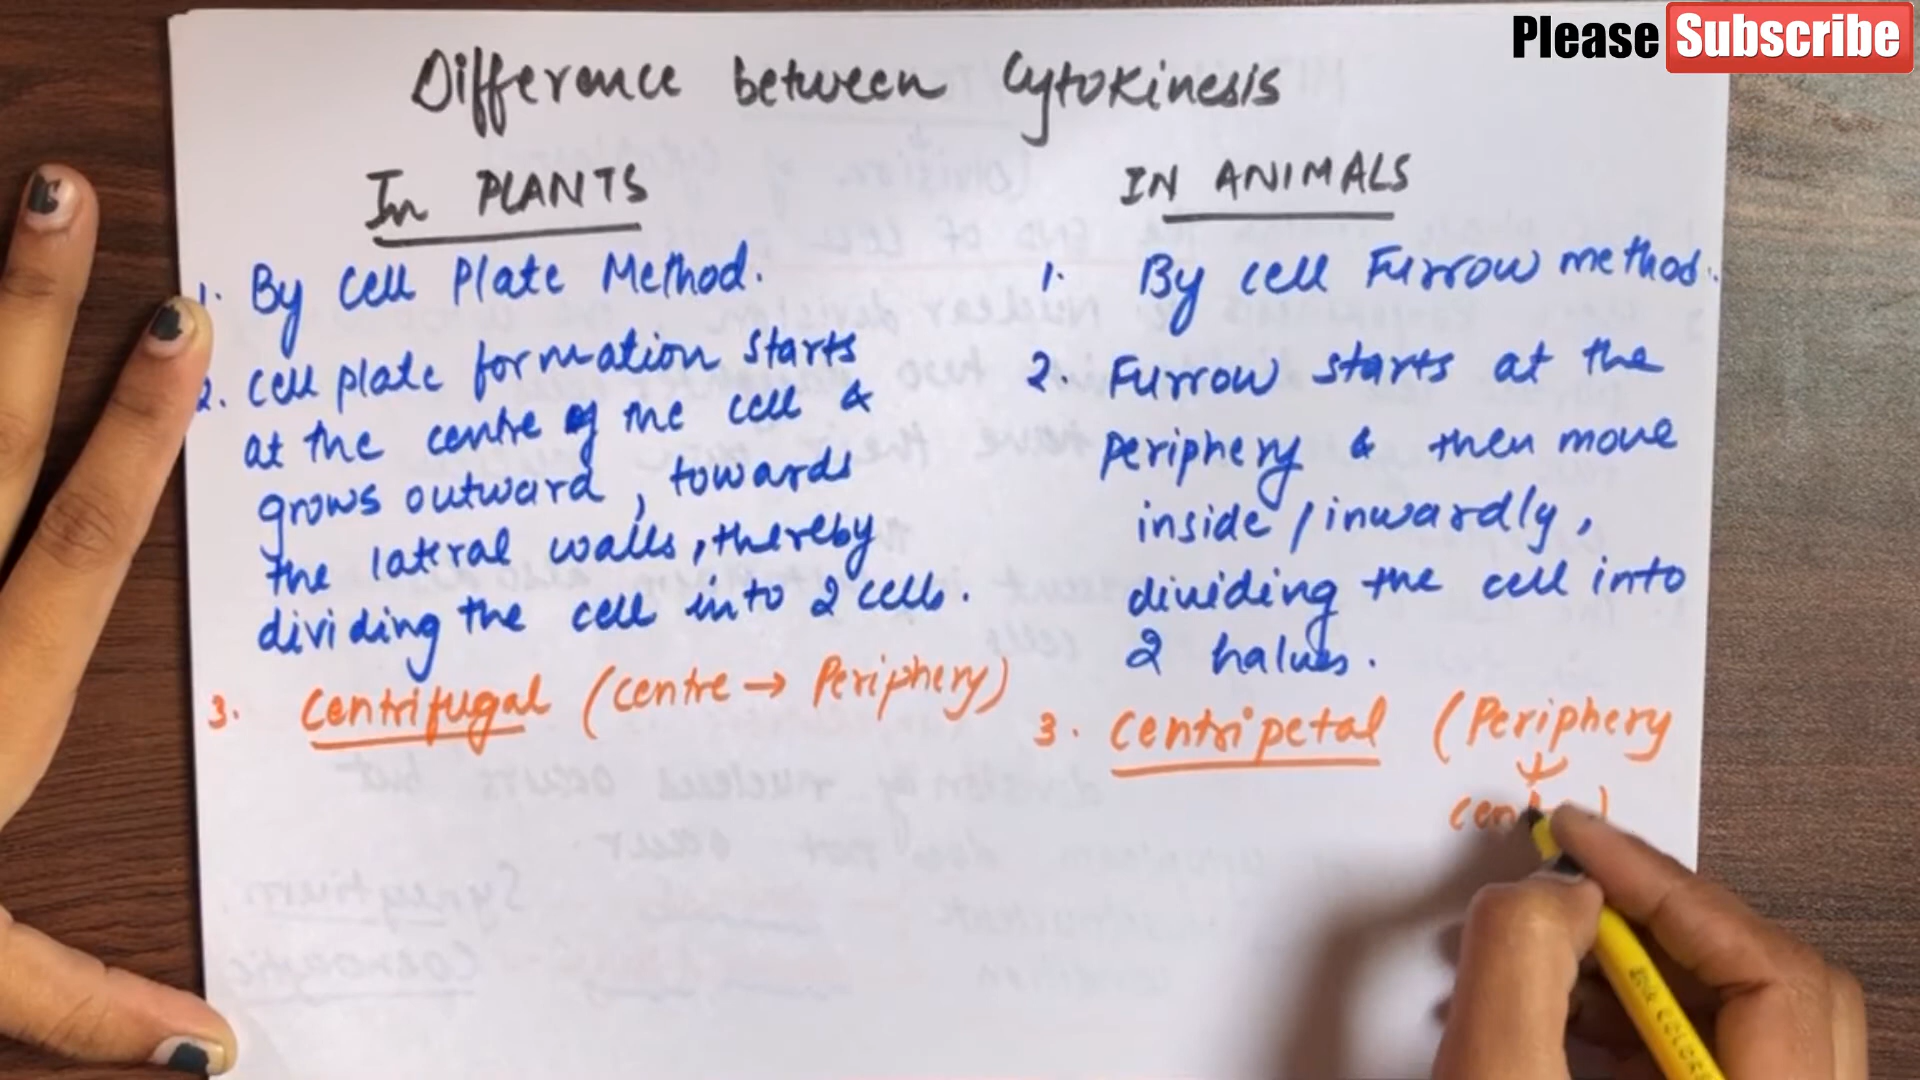 Please Subscribe
Difference between Cytokinesis
In PLANTS
1. By Cell Plate Method.
2. Cell plate formation starts
at the centre of the cell &
grows outward, towards
the lateral walls, thereby
dividing the cell into 2 cells.
3. Centrifugal (Centre → Periphery)
IN ANIMALS
1. By cell Furrow method.
2. Furrow starts at the
periphery & then move
inside / inwardly,
dividing the cell into
2 halves.
3. Centripetal (Periphery
↓